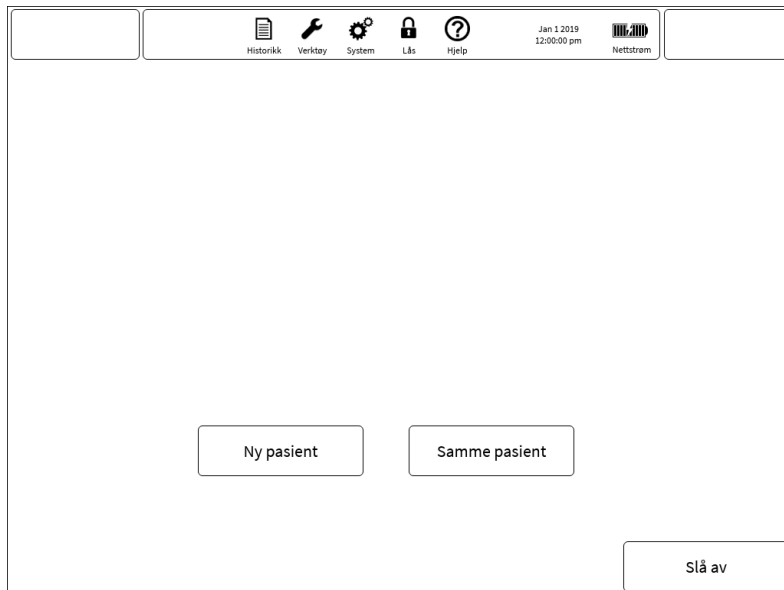 Historikk
Verktøy
System
Lås
Hjelp
Jan 1 2019
12:00:00 pm
Nettstrøm
Ny pasient
Samme pasient
Slå av